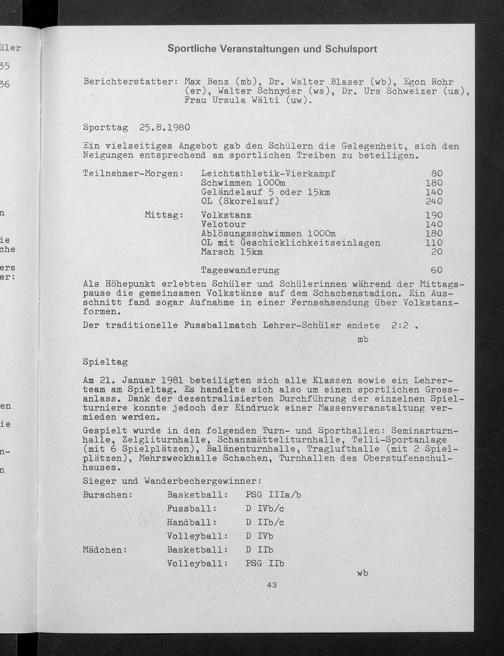 üler
35
36
n
ie
che
ers
er:
en
ie
n-
n
Sportliche Veranstaltungen und Schulsport
Berichterstatter: Max Benz (mb), Dr. Walter Blaser (wb), Egon Rohr
(er), Walter Schnyder (ws), Dr. Urs Schweizer (us),
Frau Ursula Wälti (uw).
Sporttag 25.8.1980
Ein vielseitiges Angebot gab den Schülern die Gelegenheit, sich den
Neigungen entsprechend am sportlichen Treiben zu beteiligen.
Teilnehmer-Morgen: Leichtathletik-Vierkampf 80
Schwimmen 1000m 180
Geländelauf 5 oder 15km 140
OL (Skorelauf) 240
Mittag: Volkstanz 190
Velotour 140
Ablösungsschwimmen 1000m 180
OL mit Geschicklichkeitseinlagen 110
Marsch 15km 20
Tageswanderung 60
Als Höhepunkt erlebten Schüler und Schülerinnen während der Mittags-
pause die gemeinsamen Volkstänze auf dem Schachenstadion. Ein Aus-
schnitt fand sogar Aufnahme in einer Fernsehsendung über Volkstanz-
formen.
Der traditionelle Fussballmatch Lehrer-Schüler endete 2:2 .
mb
Spieltag
Am 21. Januar 1981 beteiligten sich alle Klassen sowie ein Lehrer-
team am Spieltag. Es handelte sich also um einen sportlichen Gross-
anlass. Dank der dezentralisierten Durchführung der einzelnen Spiel-
turniere konnte jedoch der Eindruck einer Massenveranstaltung ver-
mieden werden.
Gespielt wurde in den folgenden Turn- und Sporthallen: Seminarturn-
halle, Zelgliturnhalle, Schanzmätteliturnhalle, Telli-Sportanlage
(mit 6 Spielplätzen), Balänenturnhalle, Traglufthalle (mit 2 Spiel-
plätzen), Mehrzweckhalle Schachen, Turnhallen des Oberstufenschul-
hauses.
Sieger und Wanderbechergewinner:
Burschen: Basketball: PSG IIIa/b
Fussball: D IVb/c
Handball: D IIb/c
Volleyball: D IVb
Mädchen: Basketball: D IIb
Volleyball: PSG IIb
wb
43